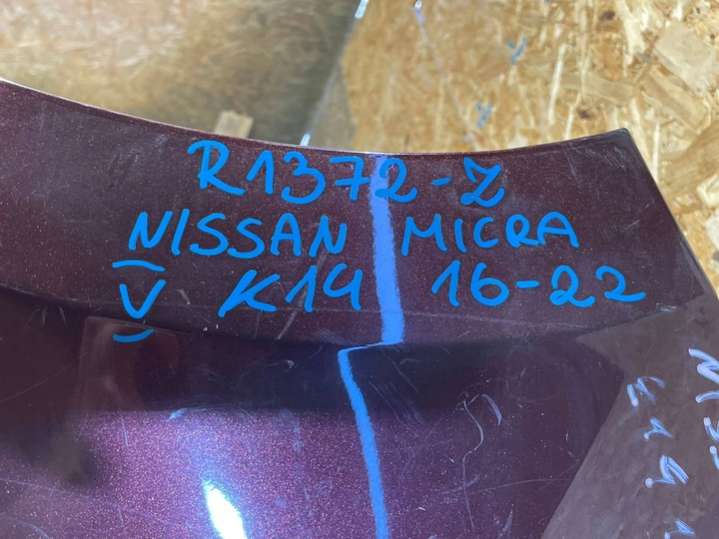 R1372-Z
NISSAN MICRA
V K14 16-22